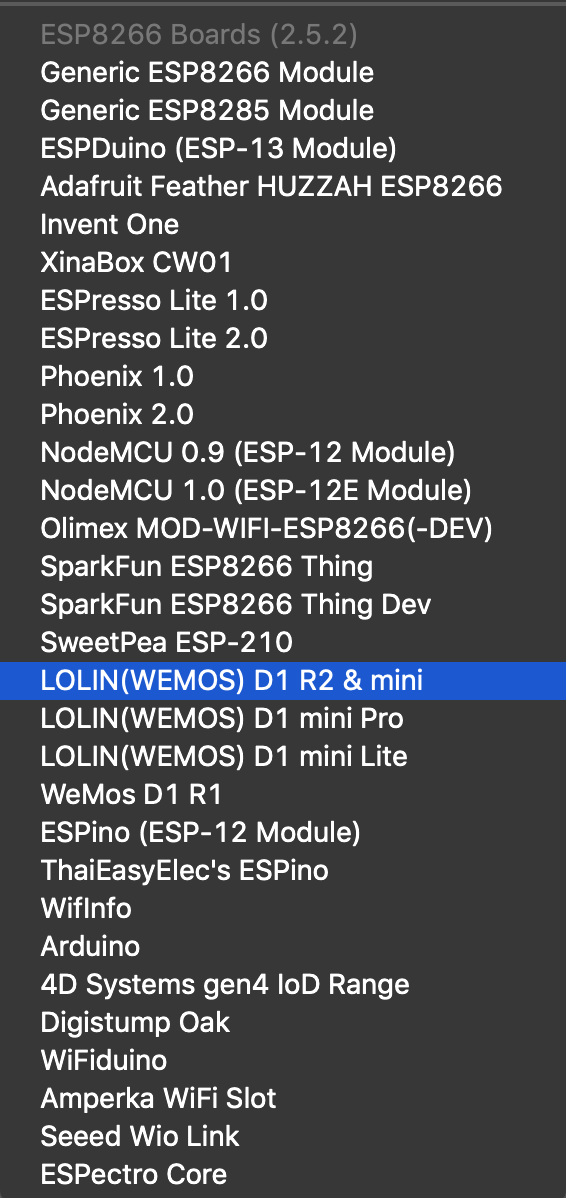 ESP8266 Boards (2.5.2)
Generic ESP8266 Module
Generic ESP8285 Module
ESPDuino (ESP-13 Module)
Adafruit Feather HUZZAH ESP8266
Invent One
XinaBox CW01
ESPresso Lite 1.0
ESPresso Lite 2.0
Phoenix 1.0
Phoenix 2.0
NodeMCU 0.9 (ESP-12 Module)
NodeMCU 1.0 (ESP-12E Module)
Olimex MOD-WIFI-ESP8266(-DEV)
SparkFun ESP8266 Thing
SparkFun ESP8266 Thing Dev
SweetPea ESP-210
LOLIN(WEMOS) D1 R2 & mini
LOLIN(WEMOS) D1 mini Pro
LOLIN(WEMOS) D1 mini Lite
WeMos D1 R1
ESPino (ESP-12 Module)
ThaiEasyElec's ESPino
WifInfo
Arduino
4D Systems gen4 IoD Range
Digistump Oak
WiFiduino
Amperka WiFi Slot
Seeed Wio Link
ESPectro Core